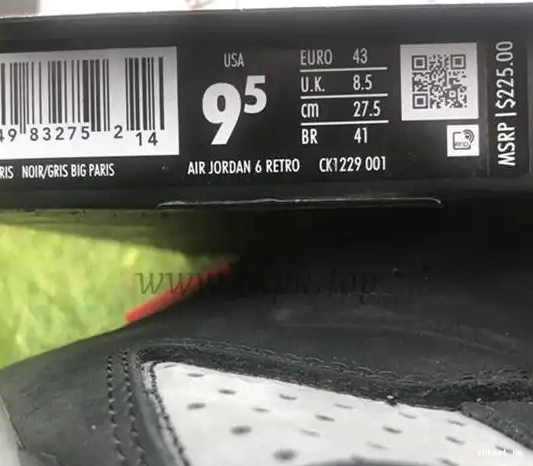 USA
9⁵
EURO 43
U.K. 8.5
cm 27.5
BR 41
MSRP | $225.00
49 83275 2 14
RIS NOIR/GRIS BIG PARIS
AIR JORDAN 6 RETRO CK1229 001